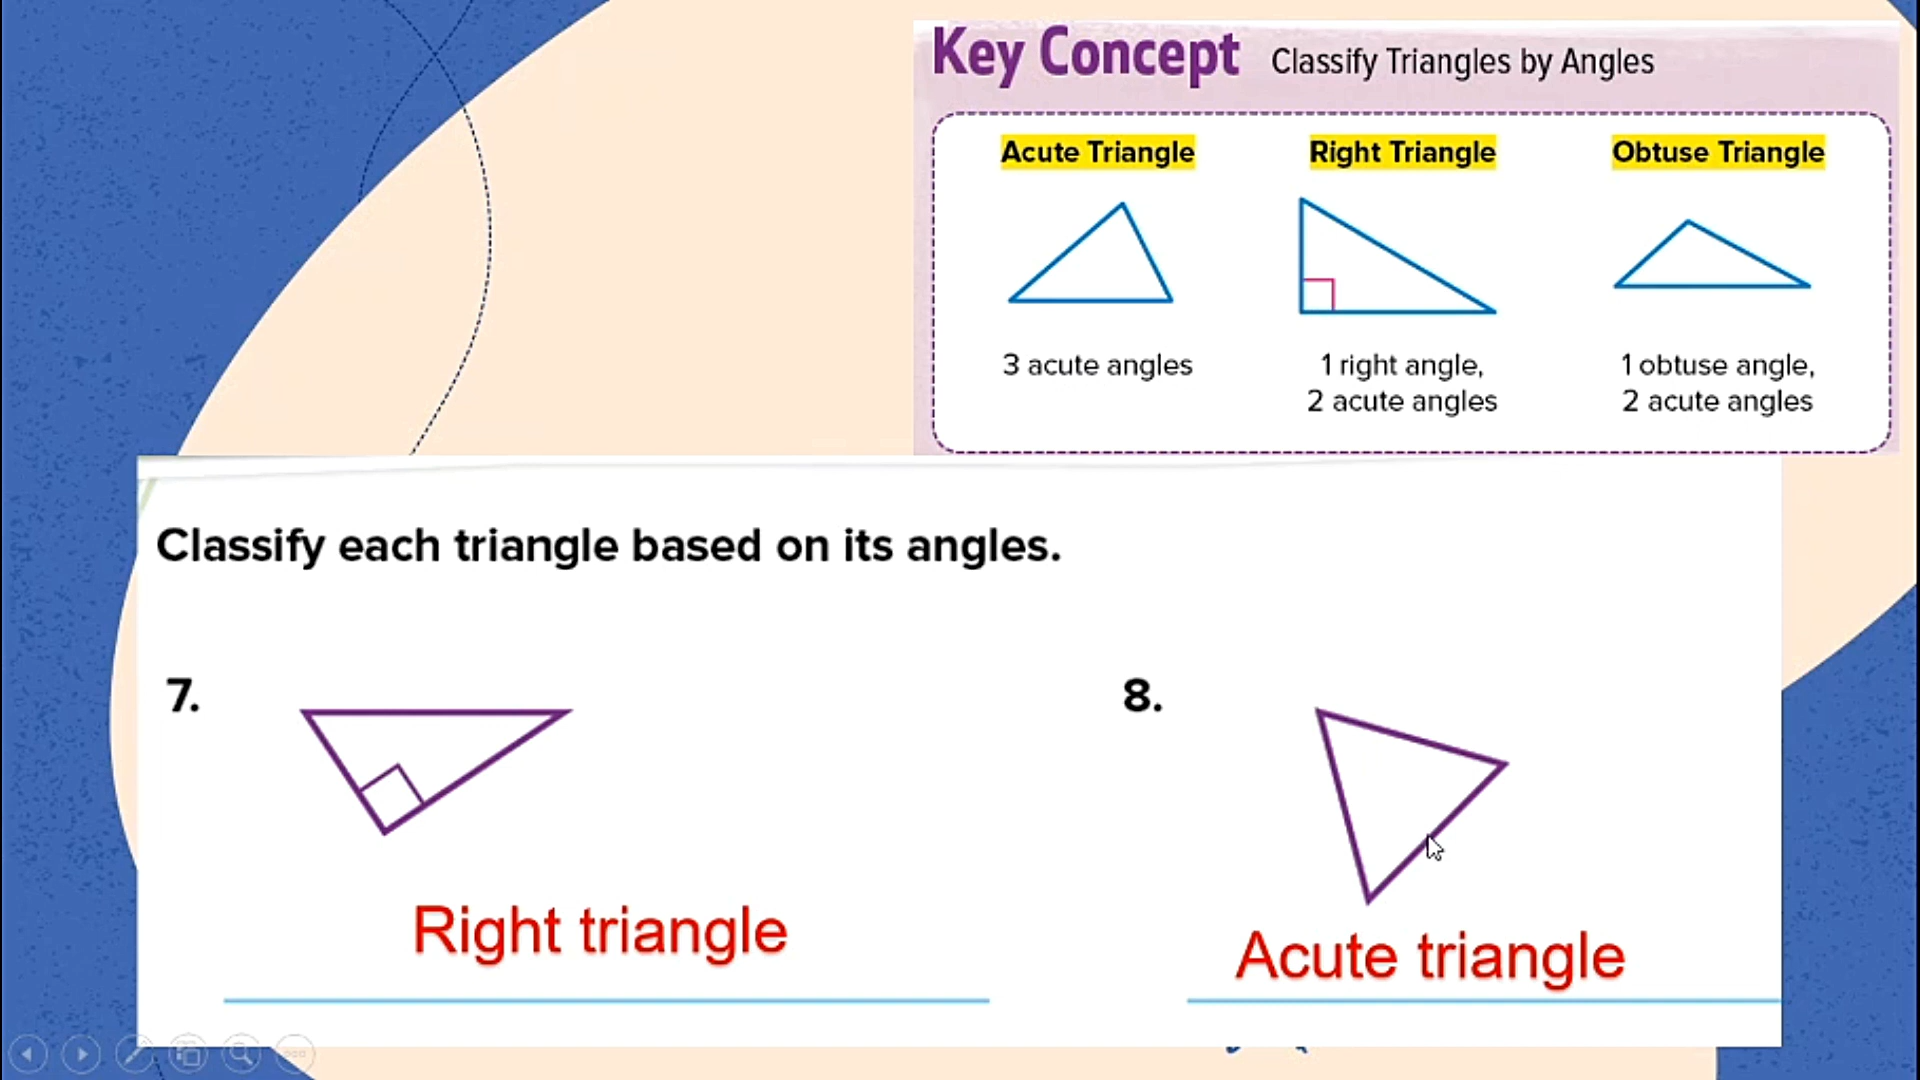 Key Concept Classify Triangles by Angles
Acute Triangle Right Triangle Obtuse Triangle
3 acute angles 1 right angle, 1 obtuse angle,
2 acute angles 2 acute angles
Classify each triangle based on its angles.
7. 8.
Right triangle
Acute triangle